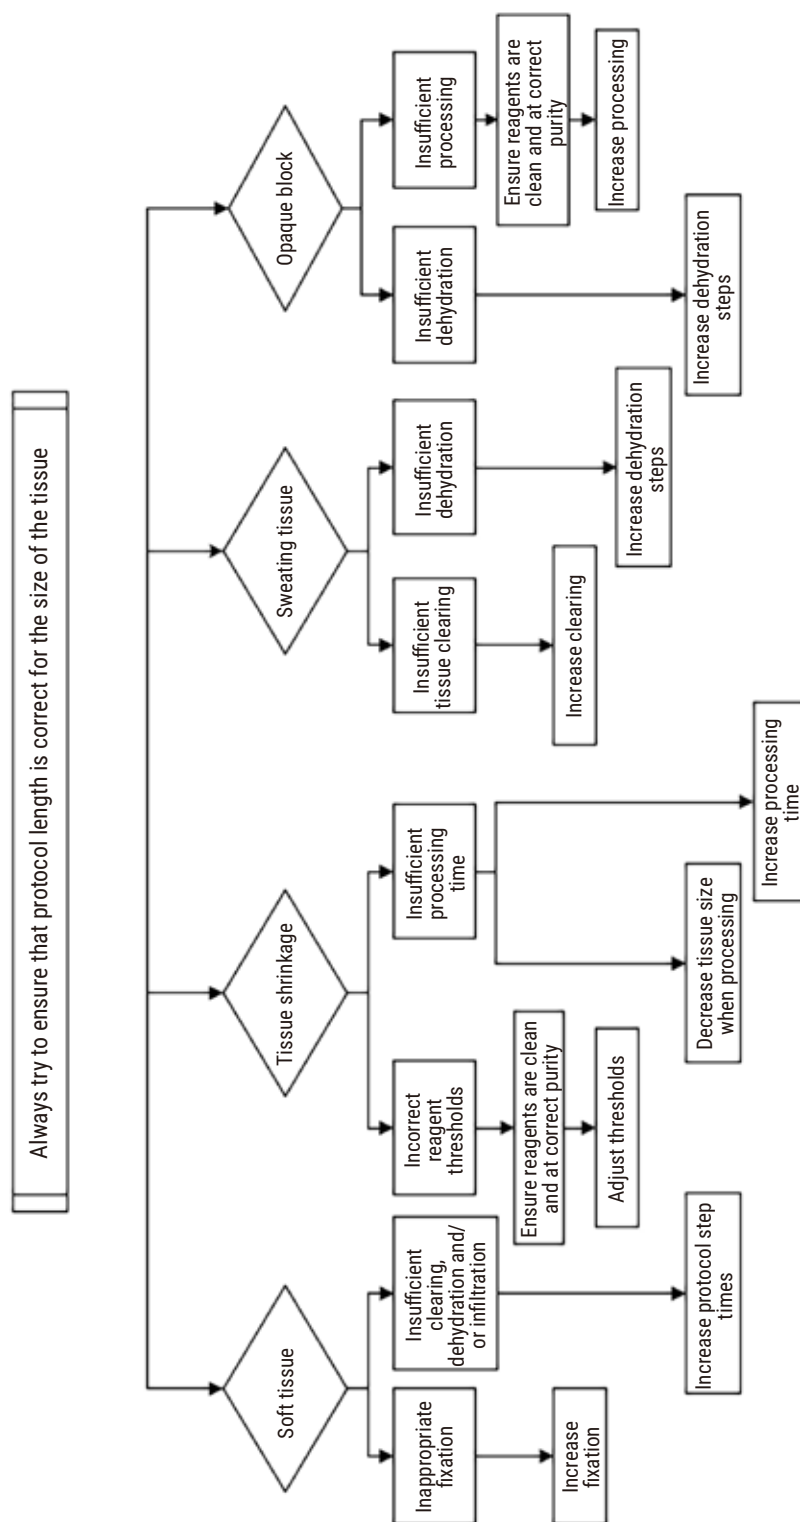 Always try to ensure that protocol length is correct for the size of the tissue
Soft tissue
Tissue shrinkage
Sweating tissue
Opaque block
Inappropriate
fixation
Insufficient
clearing,
dehydration and/
or infiltration
Incorrect
reagent
thresholds
Insufficient
processing
time
Insufficient
tissue clearing
Insufficient
dehydration
Insufficient
dehydration
Insufficient
processing
Ensure reagents are clean
and at correct purity
Ensure reagents are
clean and at correct
purity
Increase
fixation
Adjust thresholds
Increase clearing
Increase dehydration
steps
Increase processing
Increase protocol step
times
Decrease tissue size
when processing
Increase dehydration
steps
Increase processing
time